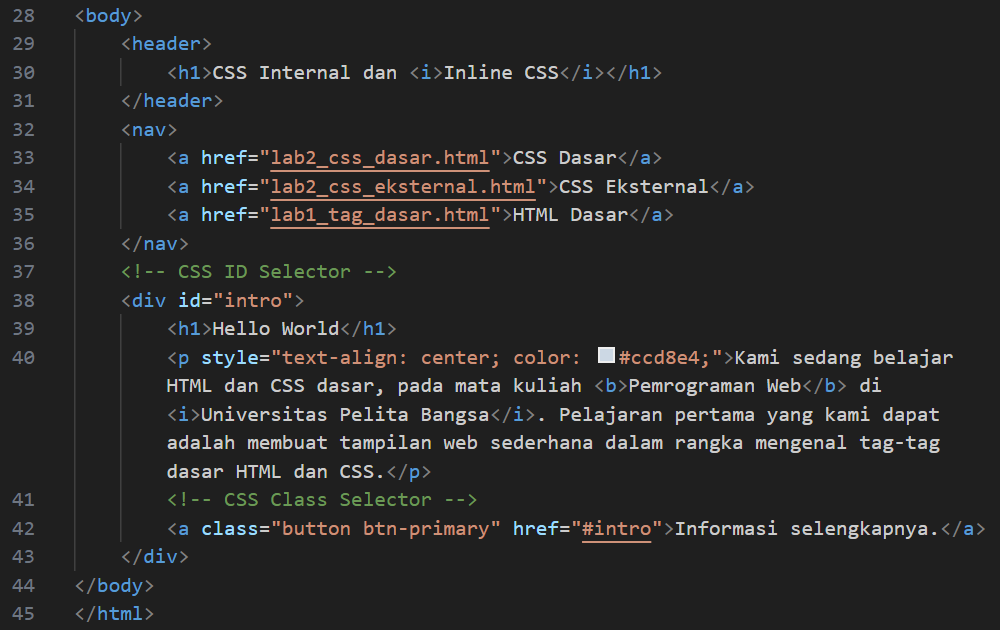 28 <body>
29 <header>
30 <h1>CSS Internal dan <i>Inline CSS</i></h1>
31 </header>
32 <nav>
33 <a href="lab2_css_dasar.html">CSS Dasar</a>
34 <a href="lab2_css_eksternal.html">CSS Eksternal</a>
35 <a href="lab1_tag_dasar.html">HTML Dasar</a>
36 </nav>
37 <!-- CSS ID Selector -->
38 <div id="intro">
39 <h1>Hello World</h1>
40 <p style="text-align: center; color: #ccd8e4;">Kami sedang belajar
HTML dan CSS dasar, pada mata kuliah <b>Pemrograman Web</b> di
<i>Universitas Pelita Bangsa</i>. Pelajaran pertama yang kami dapat
adalah membuat tampilan web sederhana dalam rangka mengenal tag-tag
dasar HTML dan CSS.</p>
41 <!-- CSS Class Selector -->
42 <a class="button btn-primary" href="#intro">Informasi selengkapnya.</a>
43 </div>
44 </body>
45 </html>